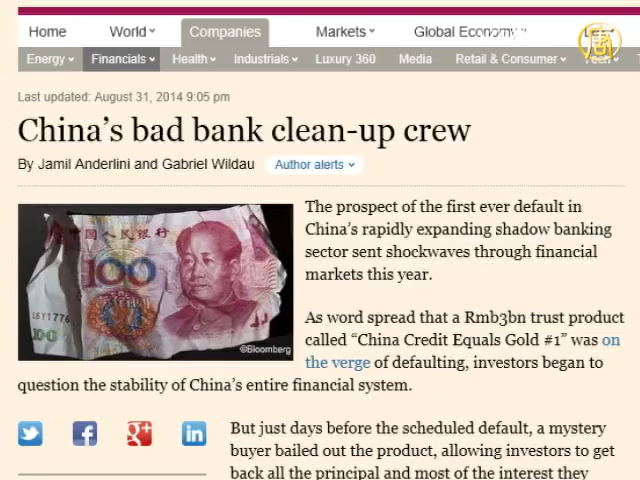 Home World Companies Markets Global Economy
Energy Financials Health Industrials Luxury 360 Media Retail & Consumer Tech
Last updated: August 31, 2014 9:05 pm
China's bad bank clean-up crew
By Jamil Anderlini and Gabriel Wildau Author alerts
中国人民银行
100
L8Y1776
100
©Bloomberg
The prospect of the first ever default in
China's rapidly expanding shadow banking
sector sent shockwaves through financial
markets this year.
As word spread that a Rmb3bn trust product
called “China Credit Equals Gold #1” was on
the verge of defaulting, investors began to
question the stability of China's entire financial system.
But just days before the scheduled default, a mystery
buyer bailed out the product, allowing investors to get
back all the principal and most of the interest they